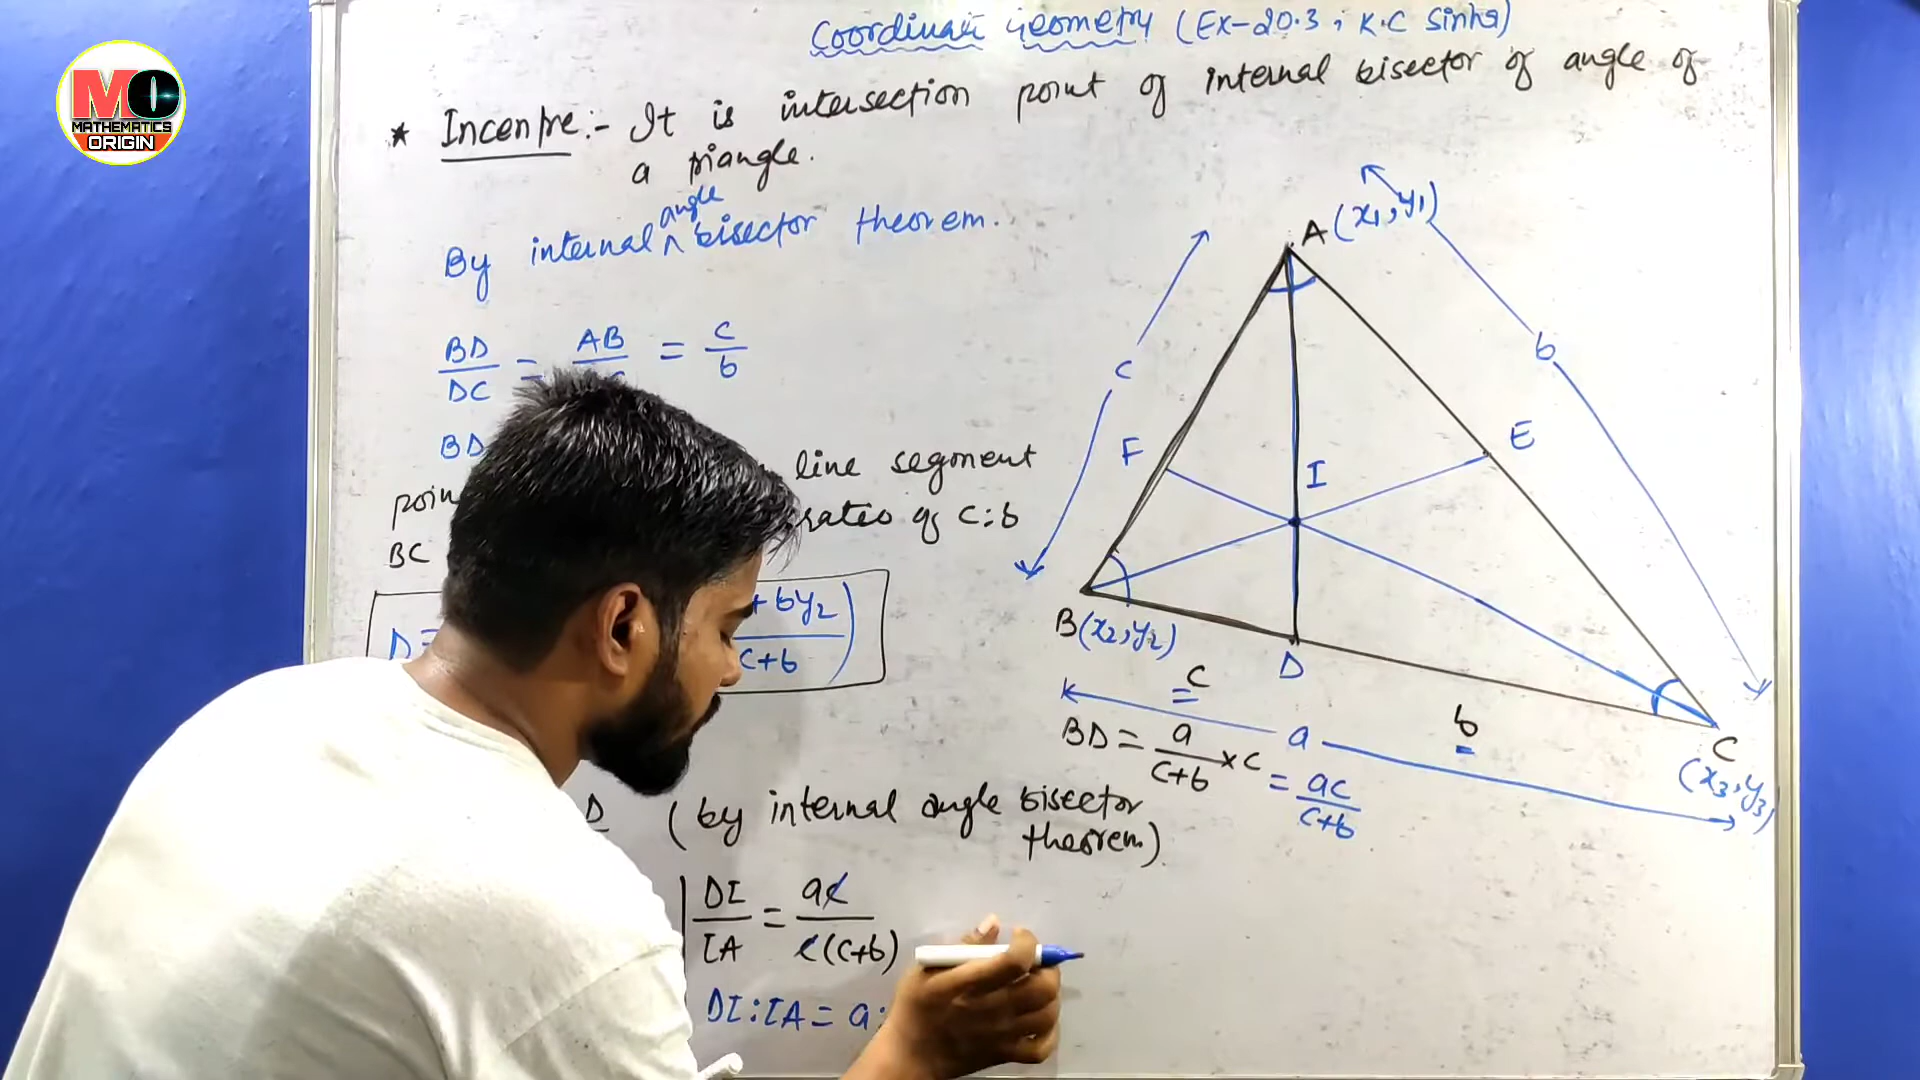 MO
MATHEMATICS
ORIGIN
Coordinate geometry (Ex-20.3, K.C Sinha)
* Incentre:- It is intersection point of internal bisector of angle of
a triangle.
angle
By internal ^ bisector theorem.
BD/DC = AB/ = c/b
BD
line segment
poin ratio of c:b
BC
D = + by2)/c+b
D (by internal angle bisector
theorem)
DI/IA = ac/c(c+b)
DI:IA = a:
A (x1, y1)
c
b
F
E
I
B(x2, y2)
D
C
(x3, y3)
c
b
a
BD = a/c+b × c = ac/c+b